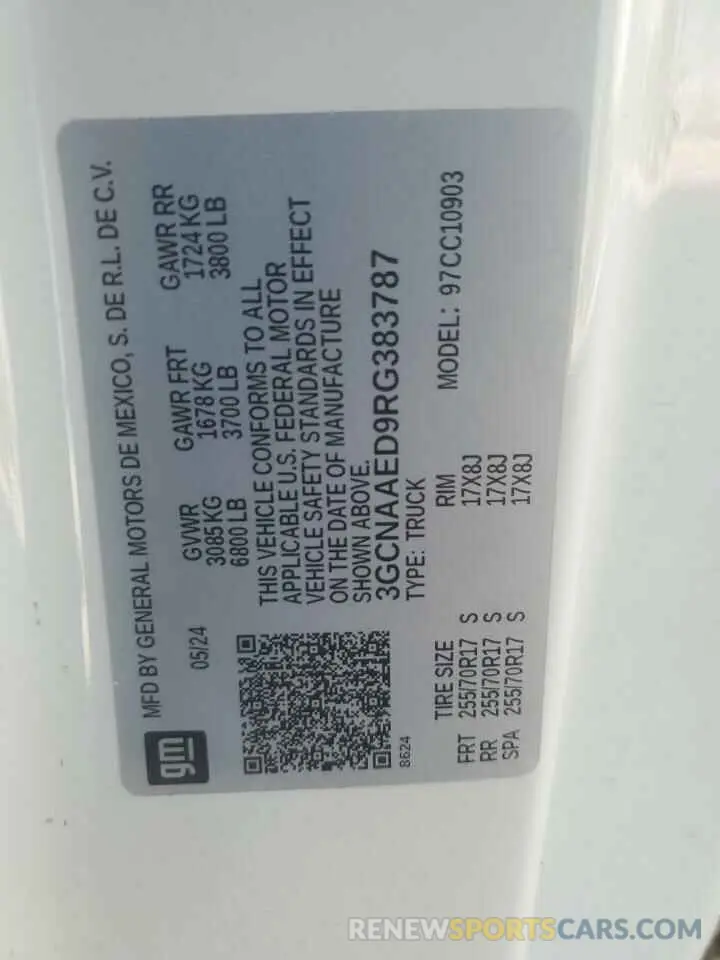 gm
MFD BY GENERAL MOTORS DE MEXICO, S. DE R.L. DE C.V.
05/24
GVWR GAWR FRT GAWR RR
3085 KG 1678 KG 1724 KG
6800 LB 3700 LB 3800 LB
THIS VEHICLE CONFORMS TO ALL
APPLICABLE U.S. FEDERAL MOTOR
VEHICLE SAFETY STANDARDS IN EFFECT
ON THE DATE OF MANUFACTURE
SHOWN ABOVE.
3GCNAAED9RG383787
8624
TYPE: TRUCK MODEL: 97CC10903
TIRE SIZE RIM
FRT 255/70R17 S 17X8J
RR 255/70R17 S 17X8J
SPA 255/70R17 S 17X8J
RENEWSPORTSCARS.COM